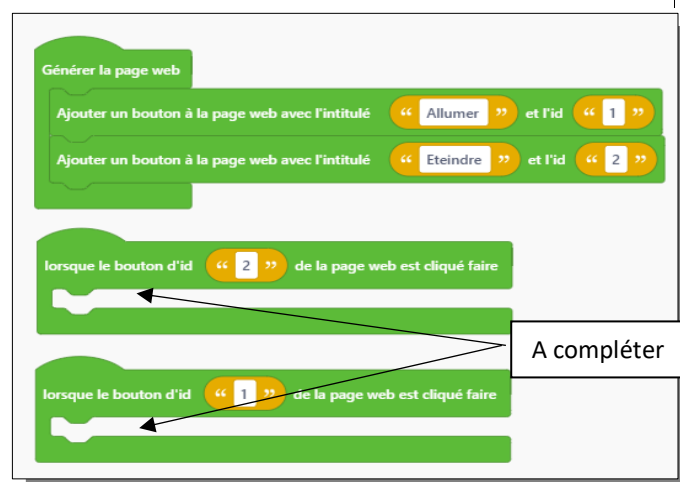 Générer la page web
Ajouter un bouton à la page web avec l'intitulé “ Allumer ” et l'id “ 1 ”
Ajouter un bouton à la page web avec l'intitulé “ Eteindre ” et l'id “ 2 ”
lorsque le bouton d'id “ 2 ” de la page web est cliqué faire
A compléter
lorsque le bouton d'id “ 1 ” de la page web est cliqué faire